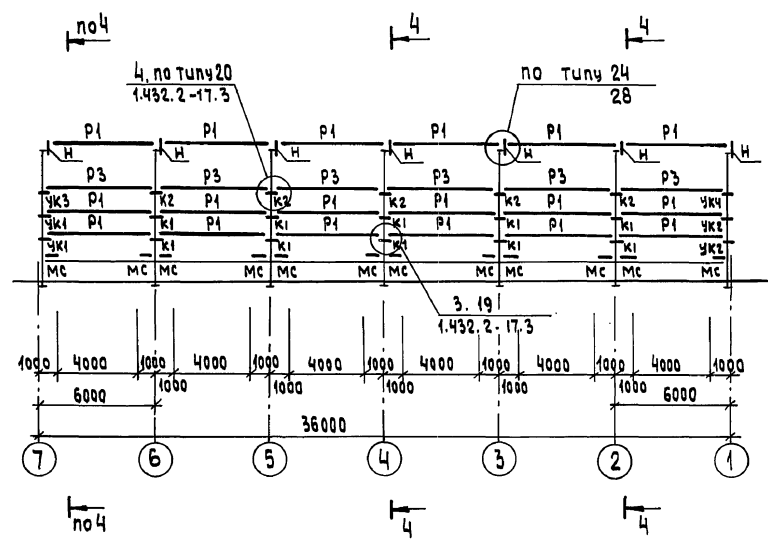 по4 4 4
4, по типу 20
1.432.2-17.3
по типу 24
28
Р1 Р1 Р1 Р1 Р1 Р1
Н Н Н Н Н Н Н
Р3 Р3 Р3 Р3 Р3 Р3
УК3 Р1 К2 Р1 К2 Р1 К2 Р1 К2 Р1 К2 Р1 УК4
УК1 Р1 К1 Р1 К1 Р1 К1 Р1 К1 Р1 К1 Р1 УК2
УК1 К1 К1 К1 К1 К1 УК2
МС МС МС МС МС МС МС МС МС МС МС МС
3. 19
1.432.2-17.3
1000 4000 1000 4000 1000 4000 1000 4000 1000 4000 1000 4000 1000
1000 1000 1000 1000 1000
6000 6000
36000
7 6 5 4 3 2 1
по4 4 4